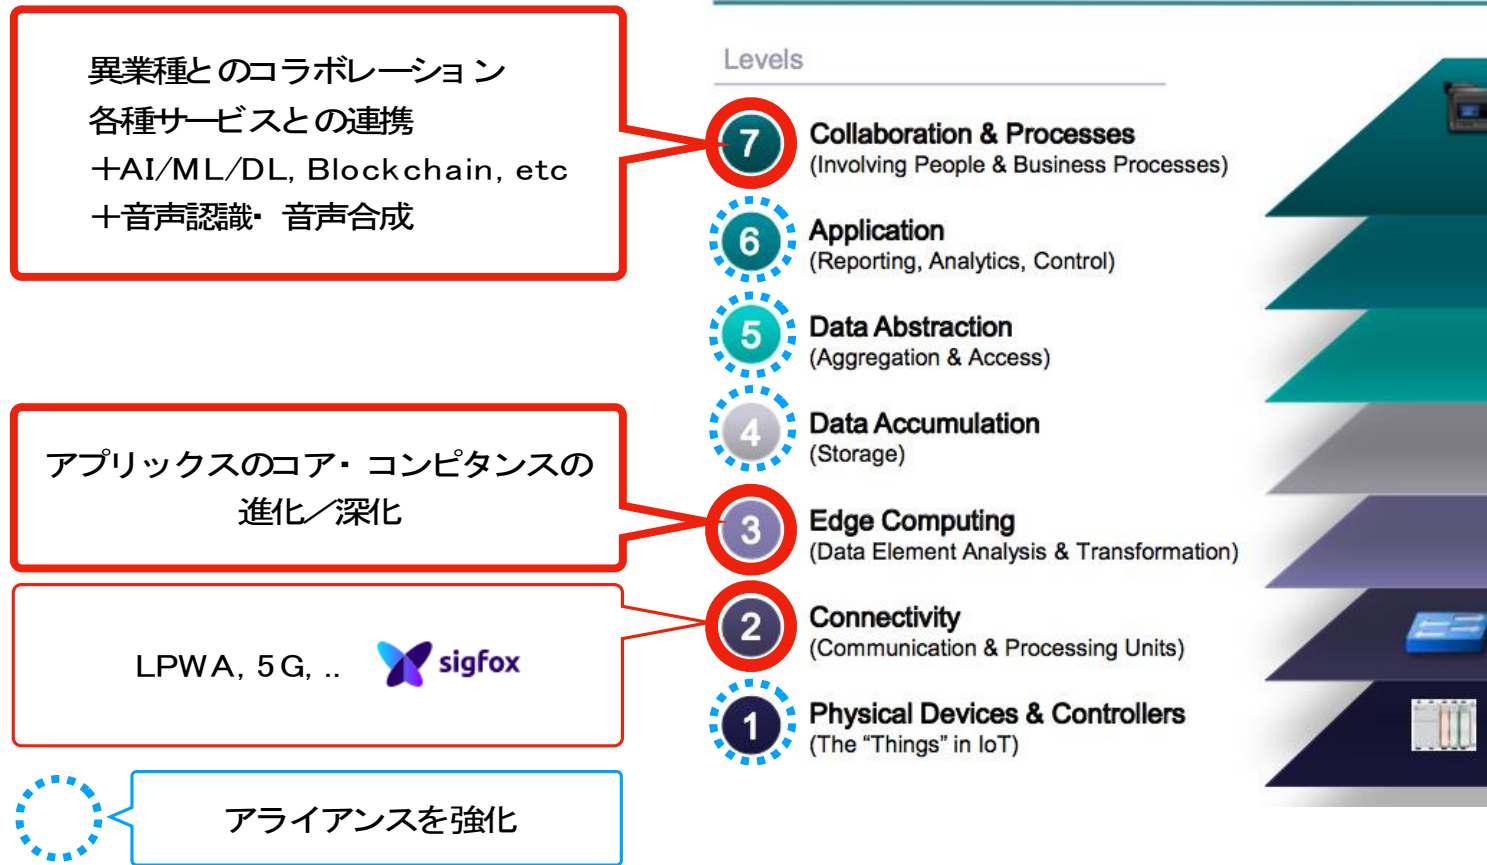 異業種とのコラボレーション
各種サービスとの連携
＋AI/ML/DL, Blockchain, etc
＋音声認識・音声合成
アプリックスのコア・コンピタンスの
進化／深化
LPWA, 5G, ..
sigfox
アライアンスを強化
Levels
7
Collaboration & Processes
(Involving People & Business Processes)
6
Application
(Reporting, Analytics, Control)
5
Data Abstraction
(Aggregation & Access)
4
Data Accumulation
(Storage)
3
Edge Computing
(Data Element Analysis & Transformation)
2
Connectivity
(Communication & Processing Units)
1
Physical Devices & Controllers
(The “Things” in IoT)